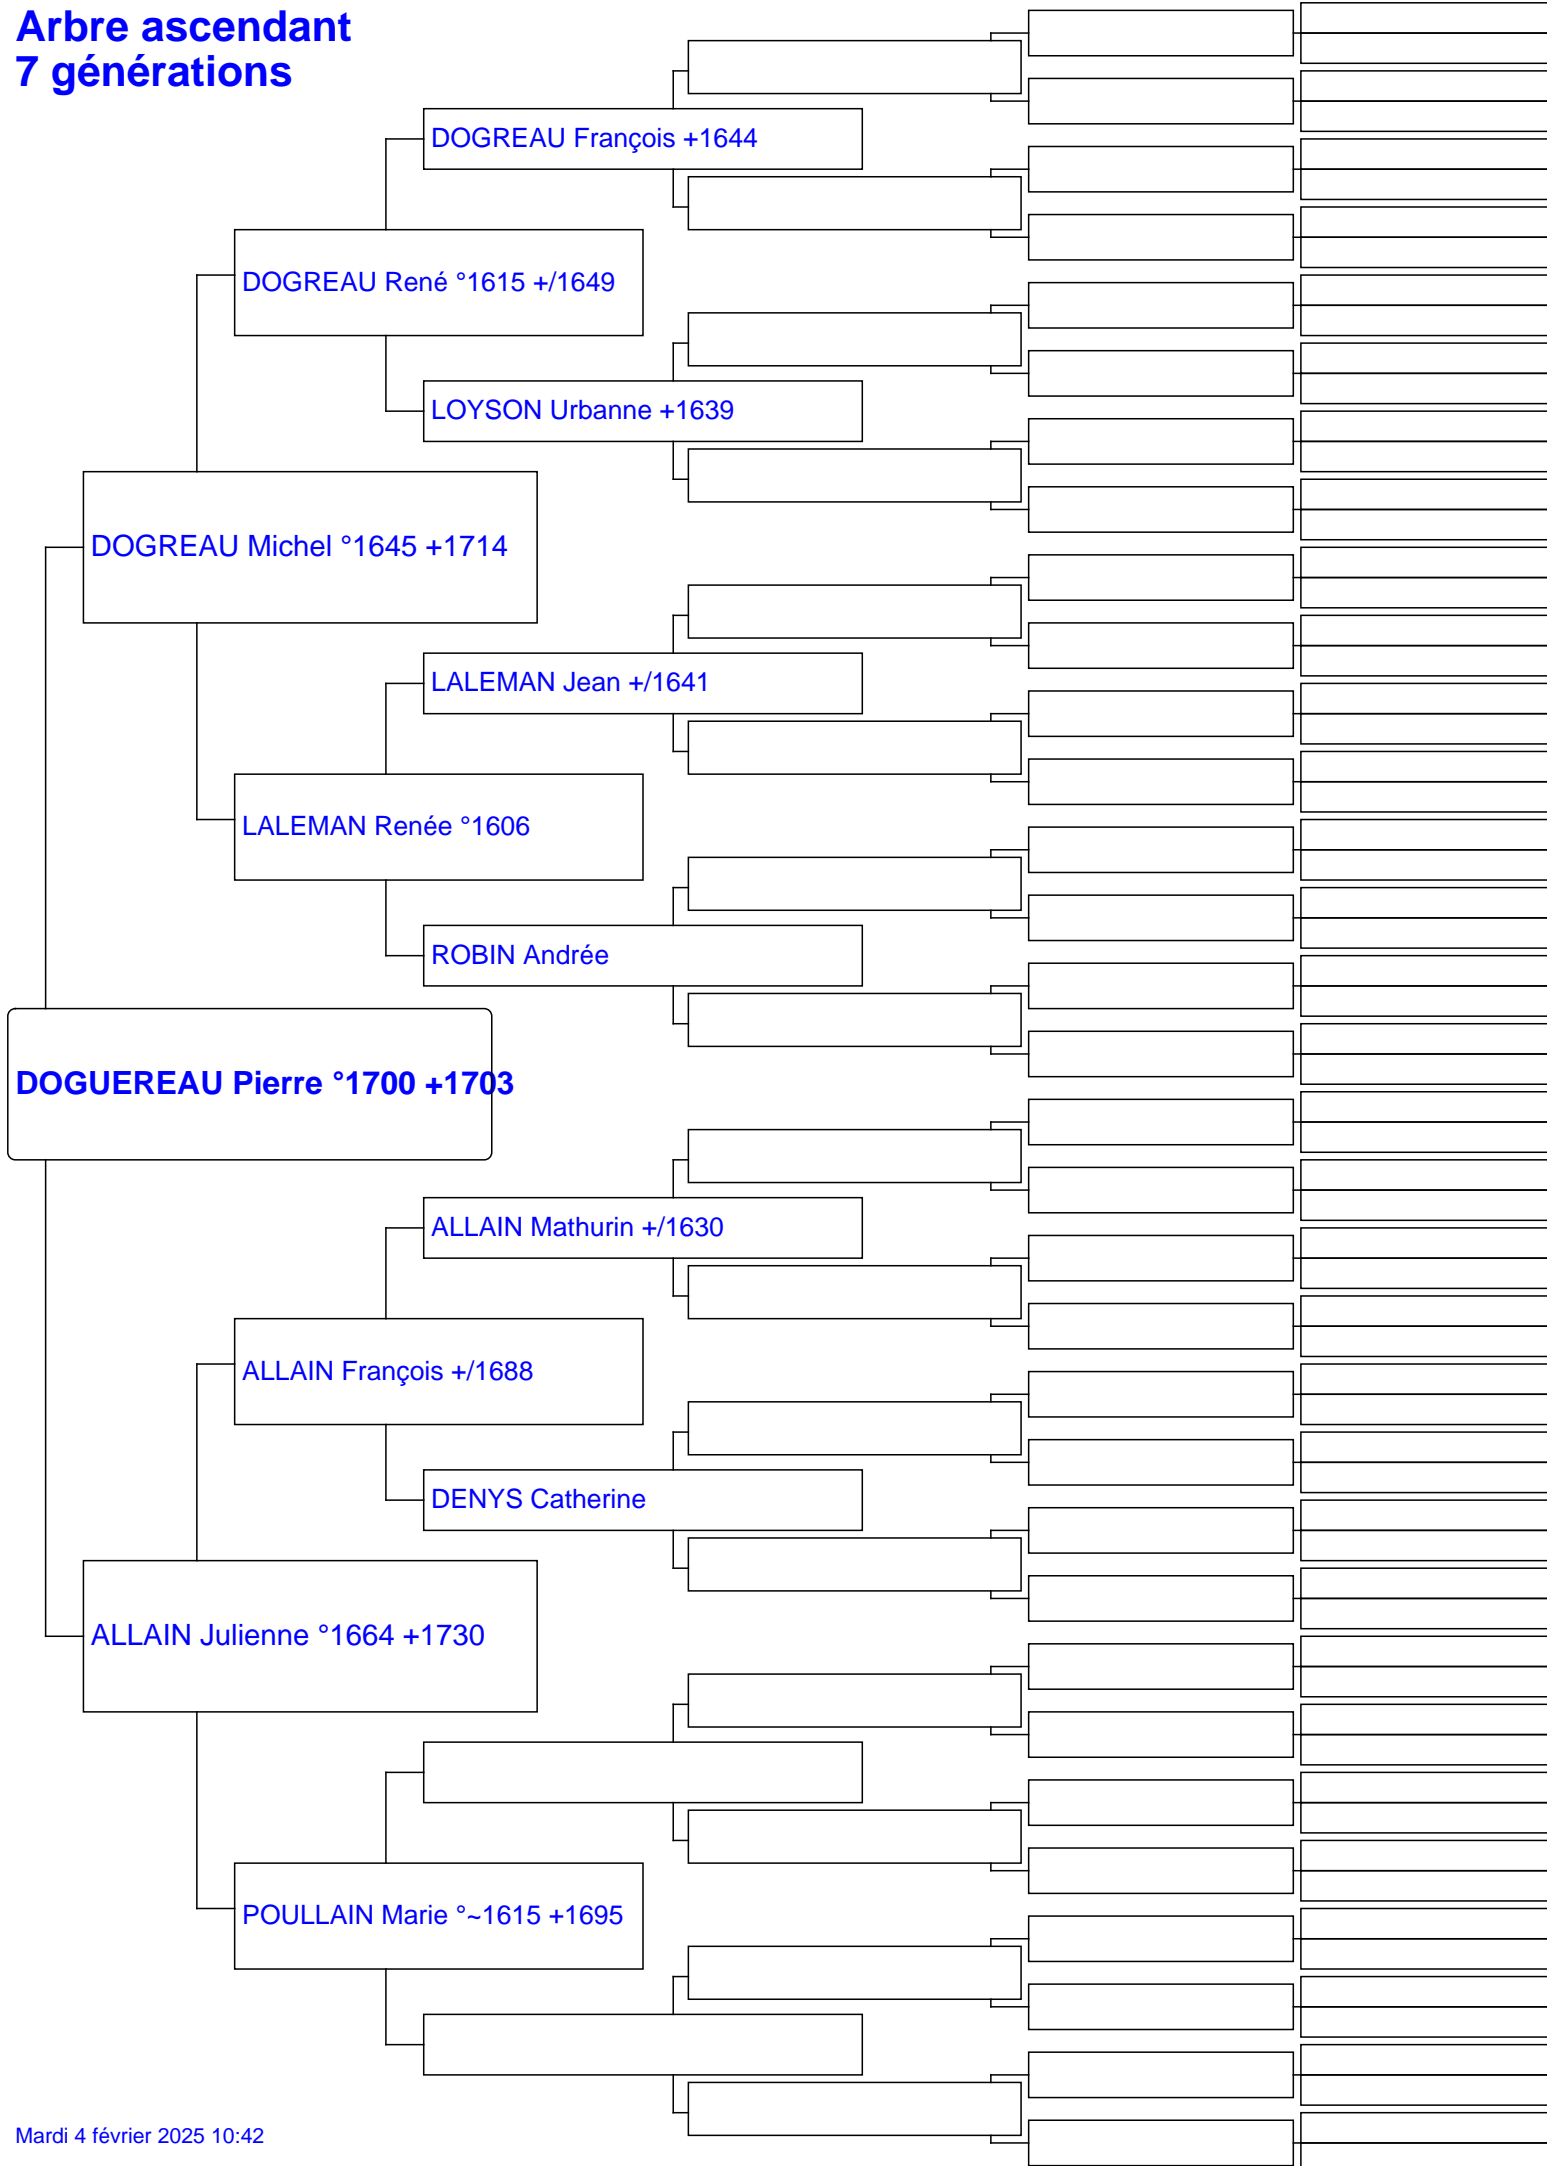 Arbre ascendant
7 générations
DOGREAU François +1644
DOGREAU René °1615 +/1649
LOYSON Urbanne +1639
DOGREAU Michel °1645 +1714
LALEMAN Jean +/1641
LALEMAN Renée °1606
ROBIN Andrée
DOGUEREAU Pierre °1700 +1703
ALLAIN Mathurin +/1630
ALLAIN François +/1688
DENYS Catherine
ALLAIN Julienne °1664 +1730
POULLAIN Marie °~1615 +1695
Mardi 4 février 2025 10:42